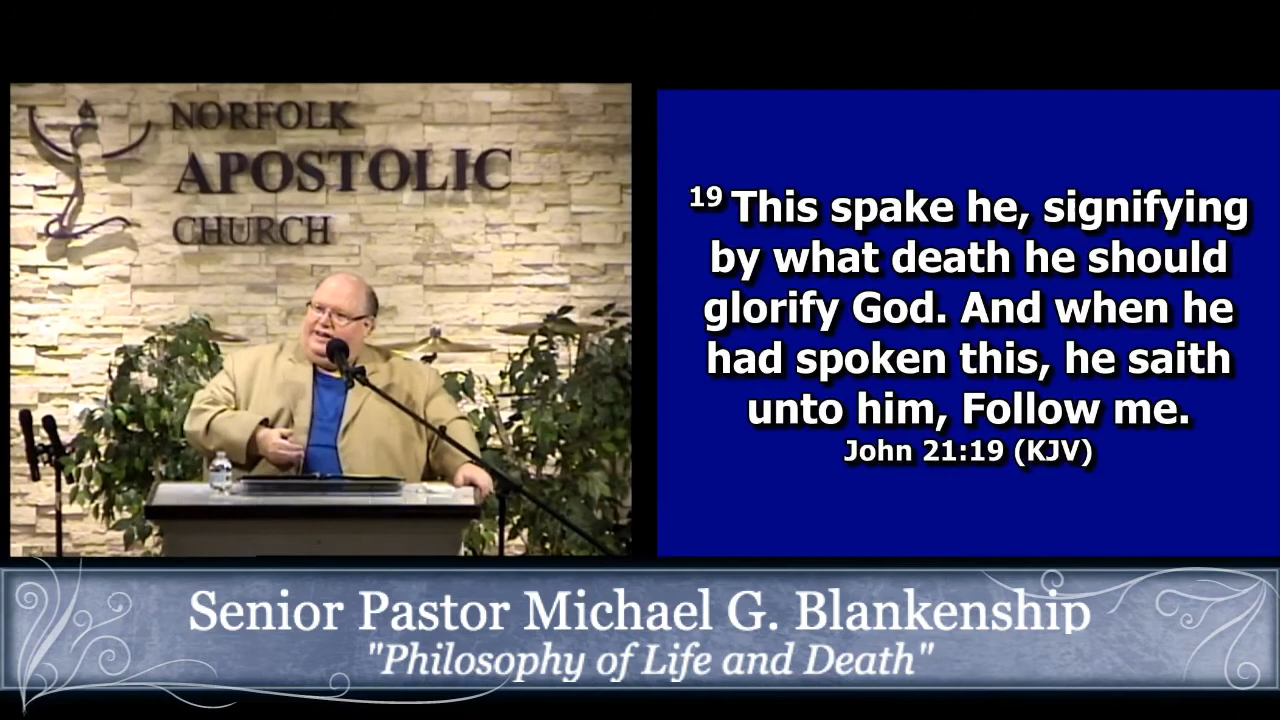 NORFOLK
APOSTOLIC
CHURCH
19 This spake he, signifying
by what death he should
glorify God. And when he
had spoken this, he saith
unto him, Follow me.
John 21:19 (KJV)
Senior Pastor Michael G. Blankenship
"Philosophy of Life and Death"